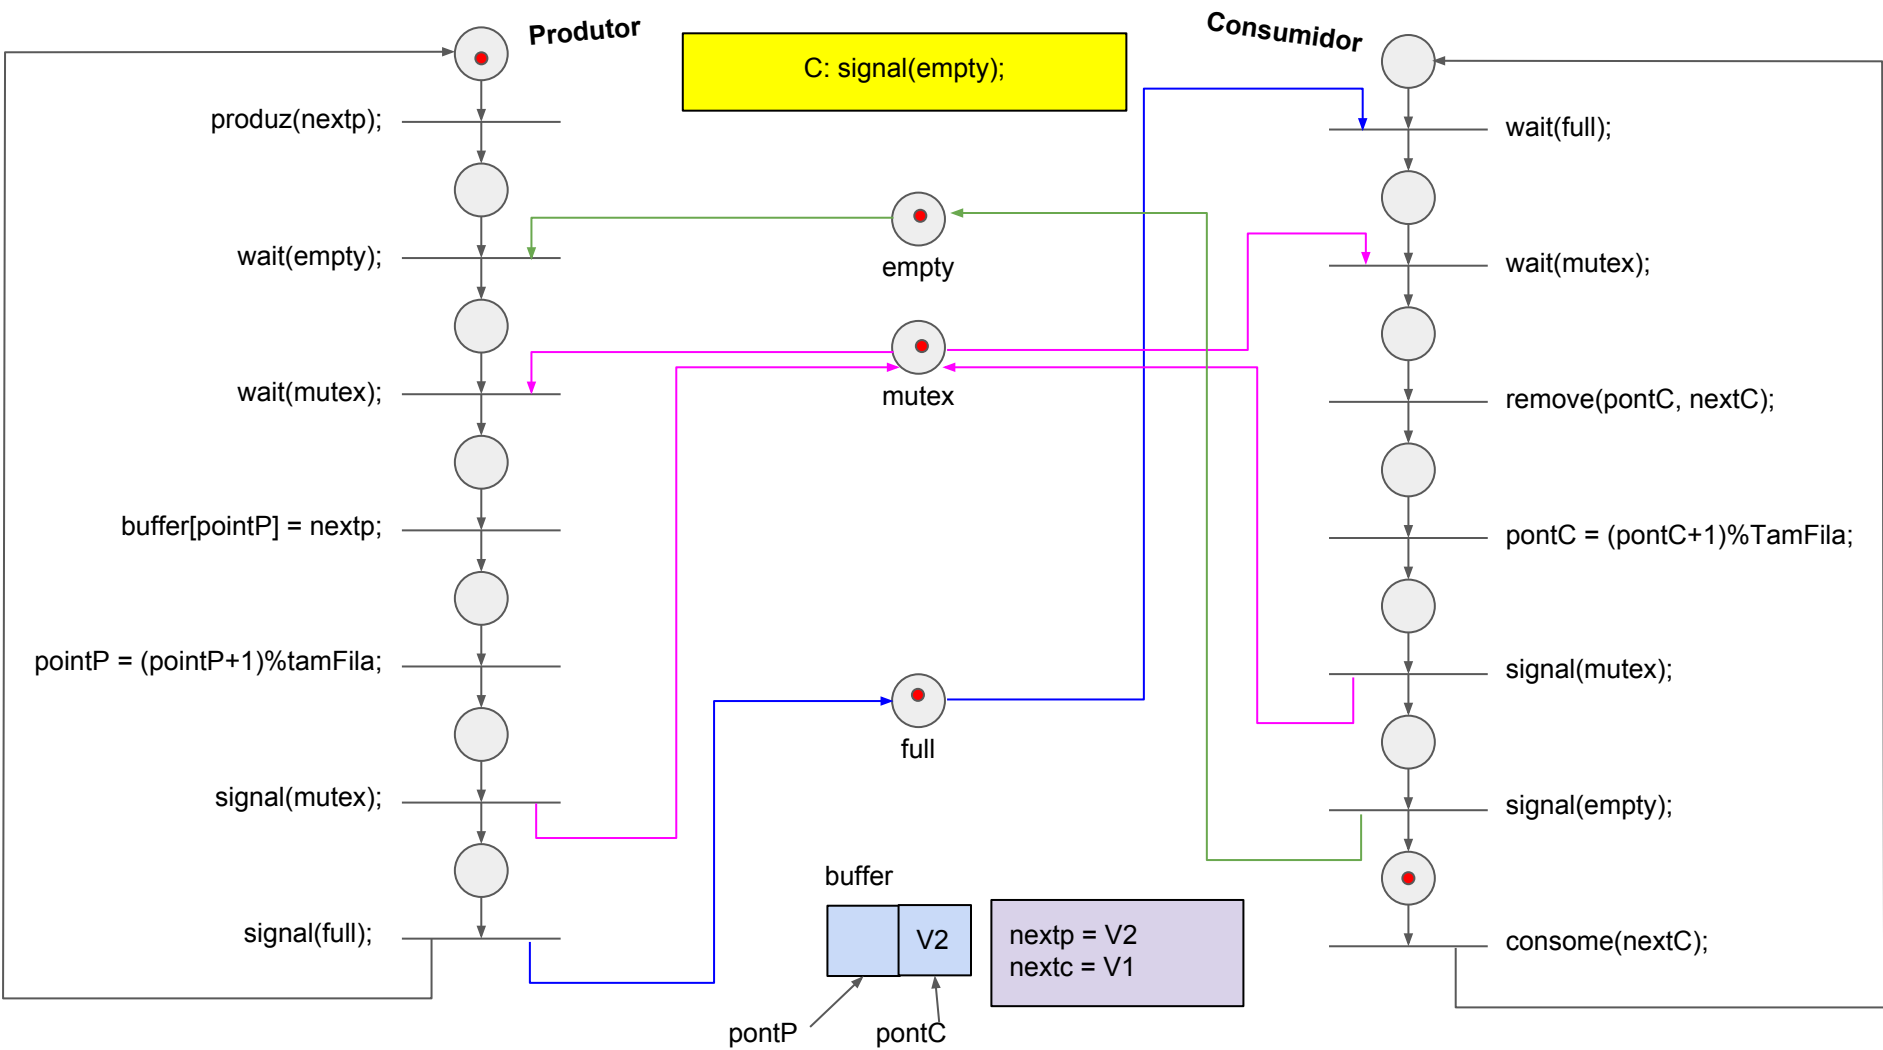 Produtor
C: signal(empty);
Consumidor
produz(nextp);
wait(full);
wait(empty);
empty
wait(mutex);
wait(mutex);
mutex
remove(pontC, nextC);
buffer[pointP] = nextp;
pontC = (pontC+1)%TamFila;
pointP = (pointP+1)%tamFila;
signal(mutex);
full
signal(mutex);
signal(empty);
buffer
signal(full);
V2
nextp = V2
nextc = V1
consome(nextC);
pontP
pontC